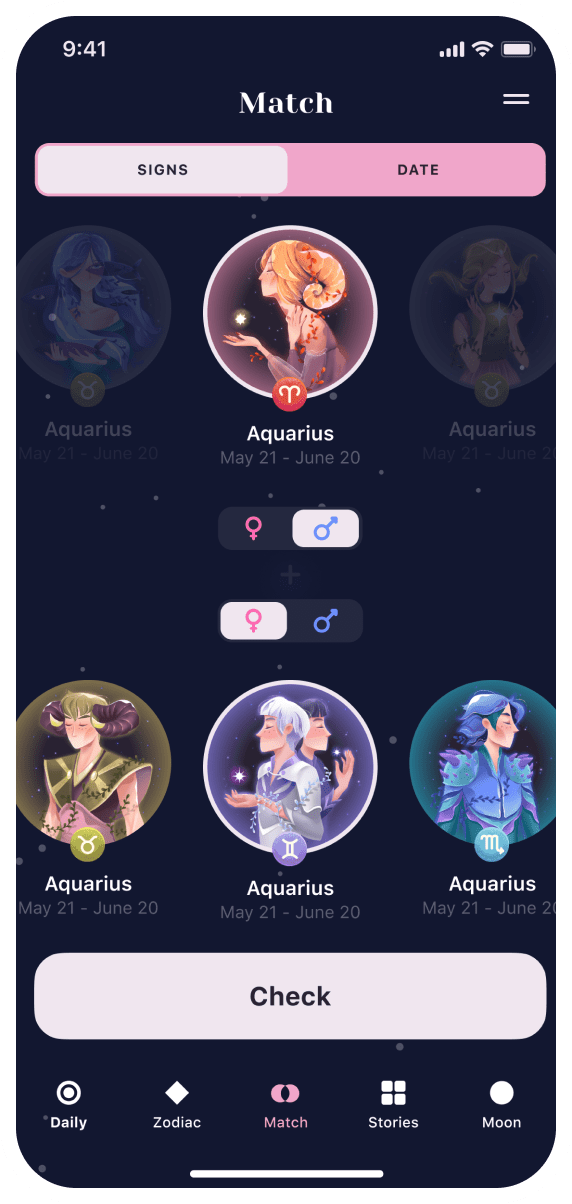 9:41
Match
SIGNS DATE
Aquarius Aquarius Aquarius
May 21 - June 20 May 21 - June 20 May 21 - June 20
Aquarius Aquarius Aquarius
May 21 - June 20 May 21 - June 20 May 21 - June 20
Check
Daily Zodiac Match Stories Moon